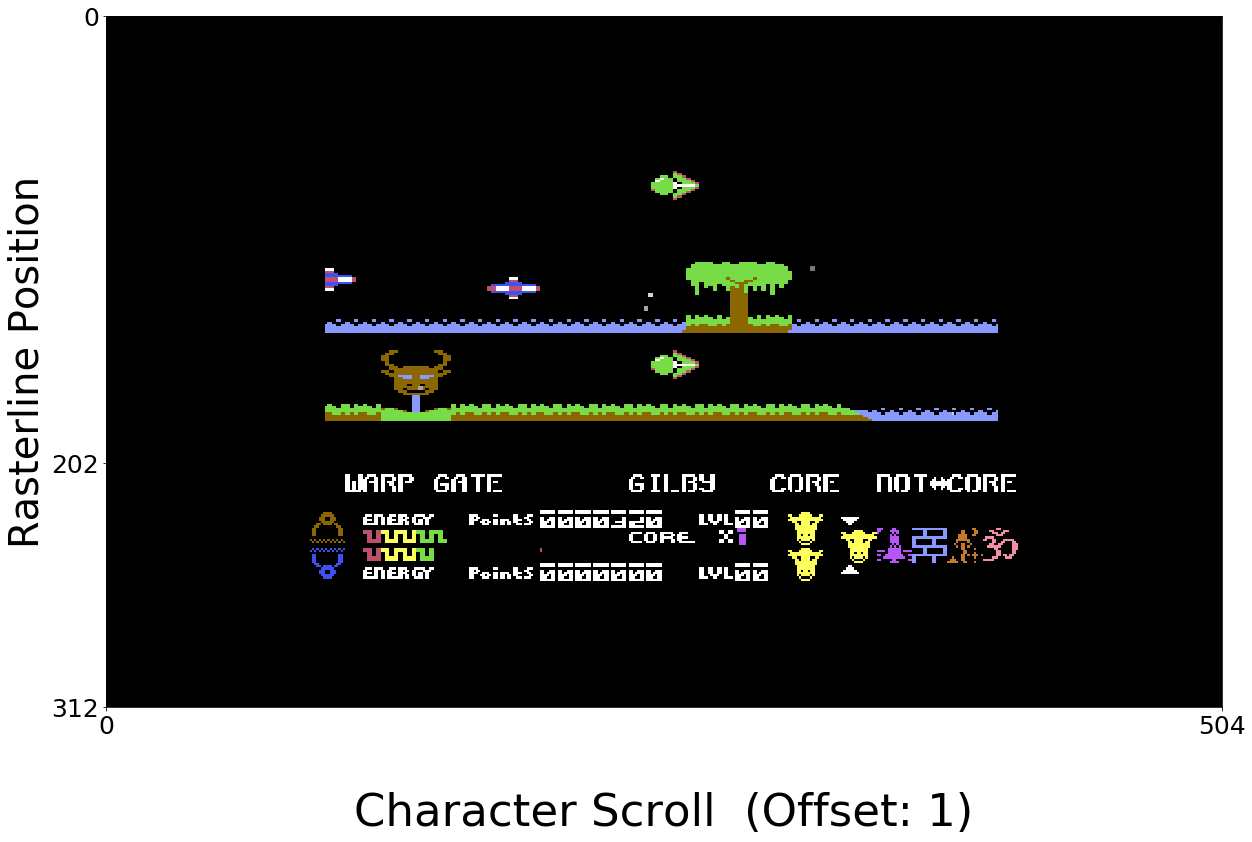 0
Rasterline Position
202
WARP GATE GILBY CORE NOT↔CORE
ENERGY PointS 0000320 LVL00
CORE X
ENERGY PointS 0000000 LVL00
ॐ
312
0 504
Character Scroll (Offset: 1)